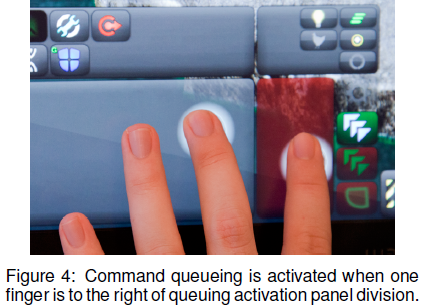 Figure 4: Command queueing is activated when one
finger is to the right of queuing activation panel division.